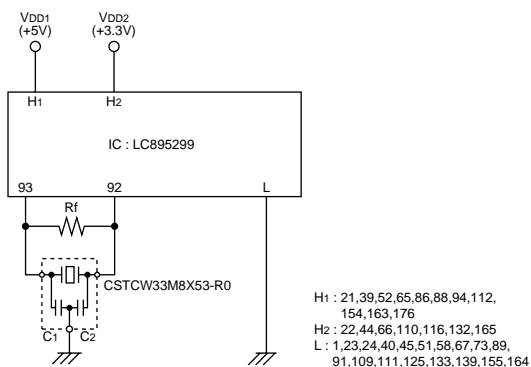 VDD1 VDD2
(+5V) (+3.3V)
H1 H2
IC : LC895299
93 92 L
Rf
CSTCW33M8X53-R0
C1 C2
H1 : 21,39,52,65,86,88,94,112,
154,163,176
H2 : 22,44,66,110,116,132,165
L : 1,23,24,40,45,51,58,67,73,89,
91,109,111,125,133,139,155,164